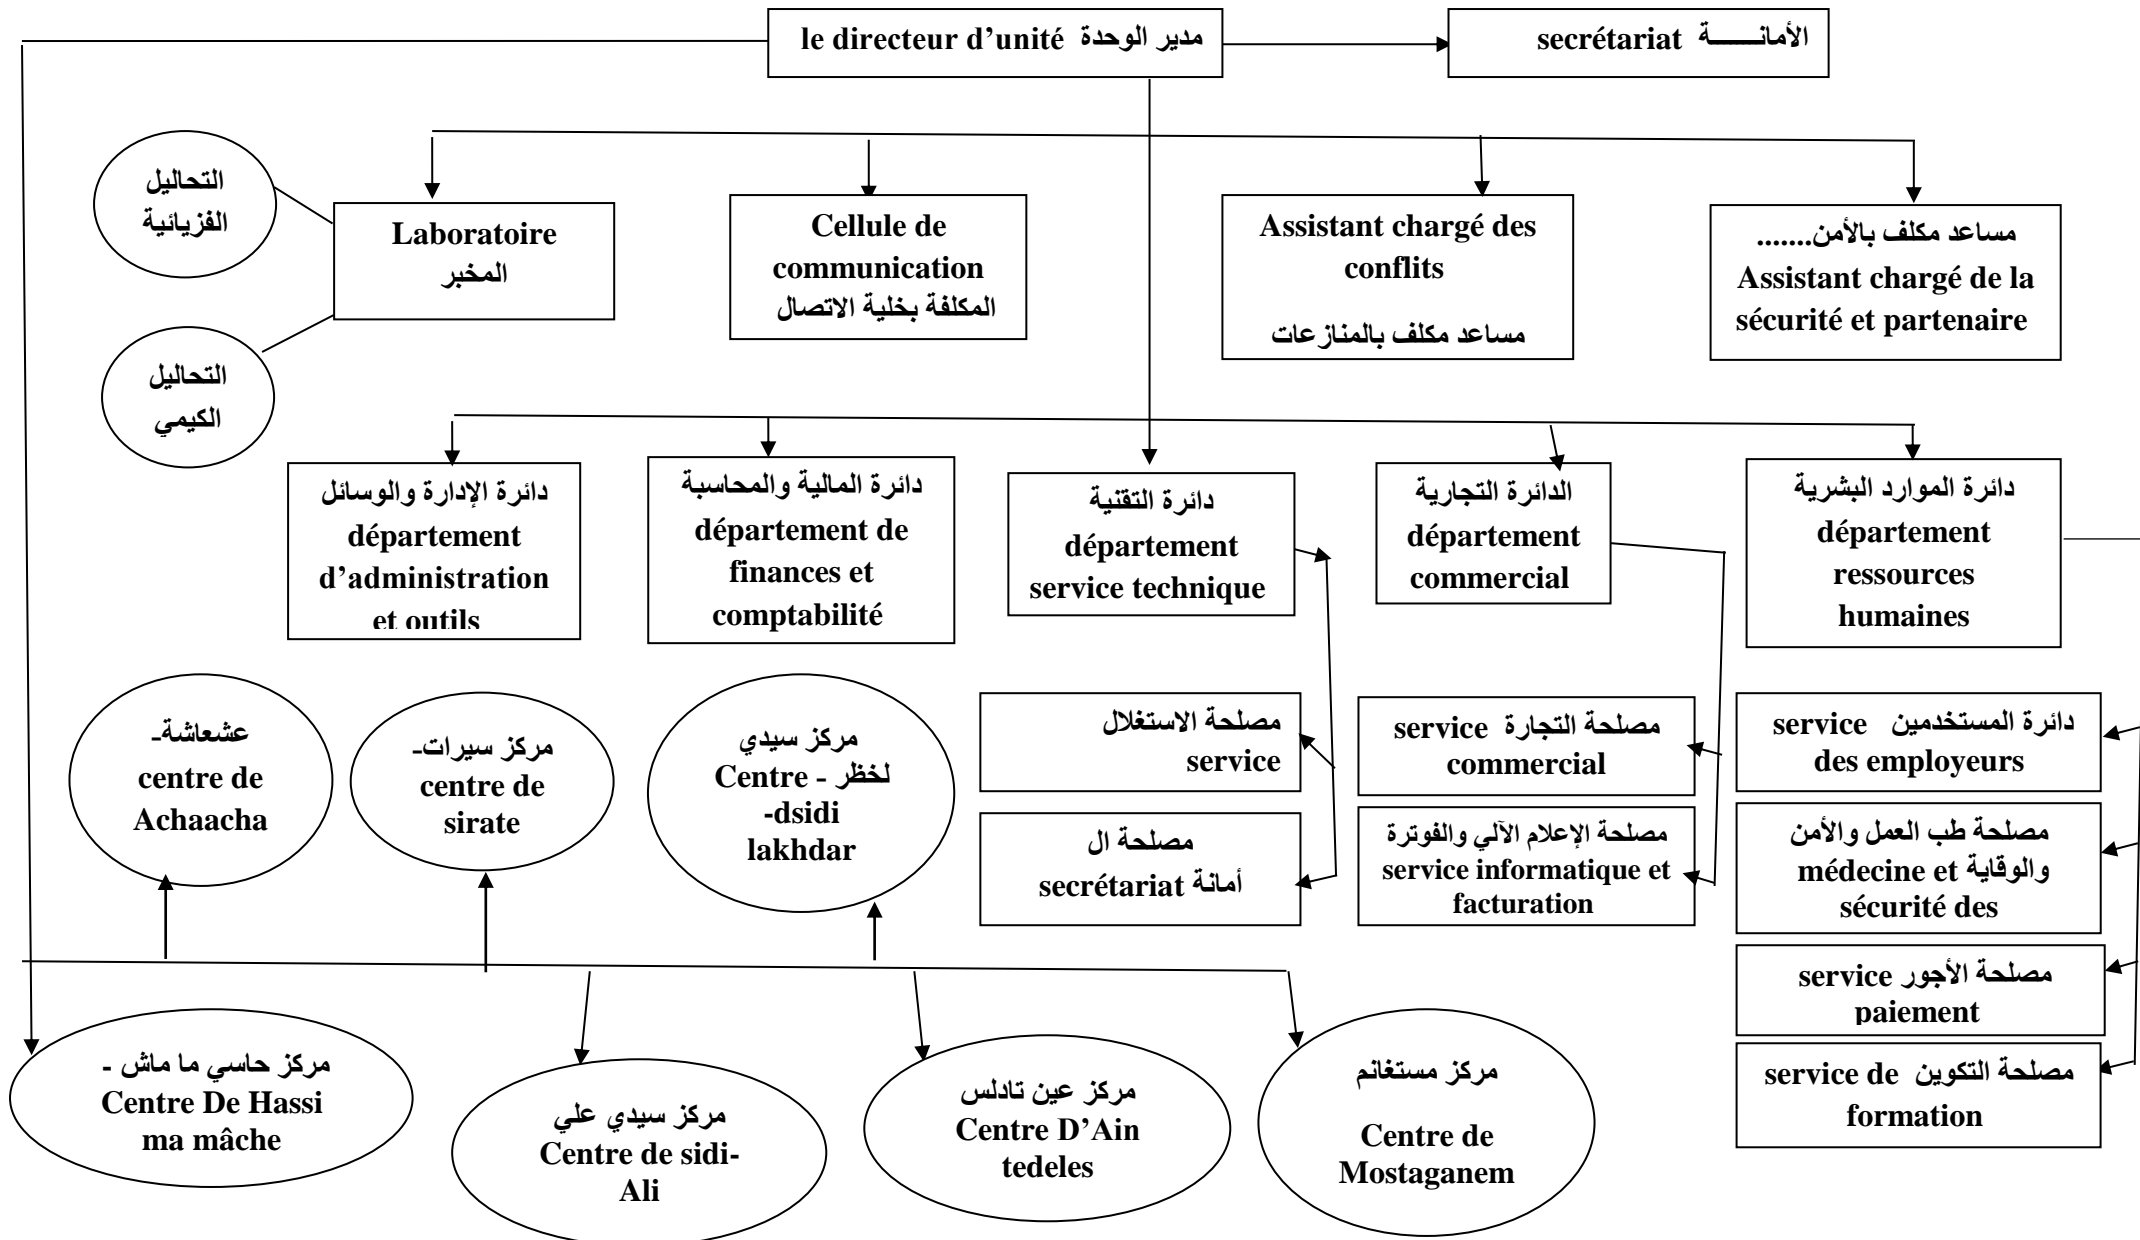 le directeur d’unité مدير الوحدة
secrétariat الأمانــــــة
التحاليل
الفزيائية
Laboratoire
المخبر
Cellule de
communication
المكلفة بخلية الاتصال
Assistant chargé des
conflits
مساعد مكلف بالمنازعات
مساعد مكلف بالأمن.......
Assistant chargé de la
sécurité et partenaire
التحاليل
الكيمي
دائرة الإدارة والوسائل
département
d’administration
et outils
دائرة المالية والمحاسبة
département de
finances et
comptabilité
دائرة التقنية
département
service technique
الدائرة التجارية
département
commercial
دائرة الموارد البشرية
département
ressources
humaines
عشعاشة-
centre de
Achaacha
مركز سيرات-
centre de
sirate
مركز سيدي
لخظر - Centre
-dsidi
lakhdar
مصلحة الاستغلال
service
مصلحة ال
أمانة secrétariat
مصلحة التجارة service
commercial
مصلحة الإعلام الآلي والفوترة
service informatique et
facturation
دائرة المستخدمين service
des employeurs
مصلحة طب العمل والأمن
والوقاية médecine et
sécurité des
مصلحة الأجور service
paiement
مصلحة التكوين service de
formation
مركز حاسي ما ماش -
Centre De Hassi
ma mâche
مركز سيدي علي
Centre de sidi-
Ali
مركز عين تادلس
Centre D’Ain
tedeles
مركز مستغانم
Centre de
Mostaganem